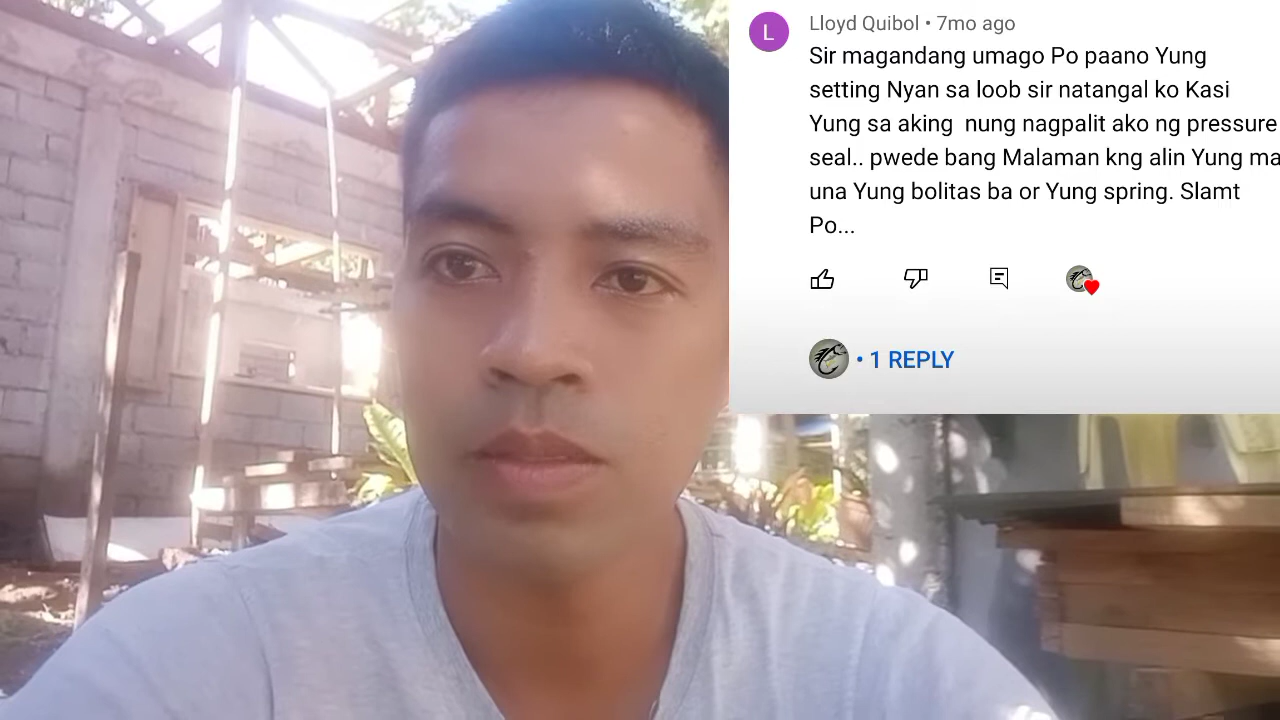 L
Lloyd Quibol • 7mo ago
Sir magandang umago Po paano Yung
setting Nyan sa loob sir natangal ko Kasi
Yung sa aking nung nagpalit ako ng pressure
seal.. pwede bang Malaman kng alin Yung ma
una Yung bolitas ba or Yung spring. Slamt
Po...
• 1 REPLY